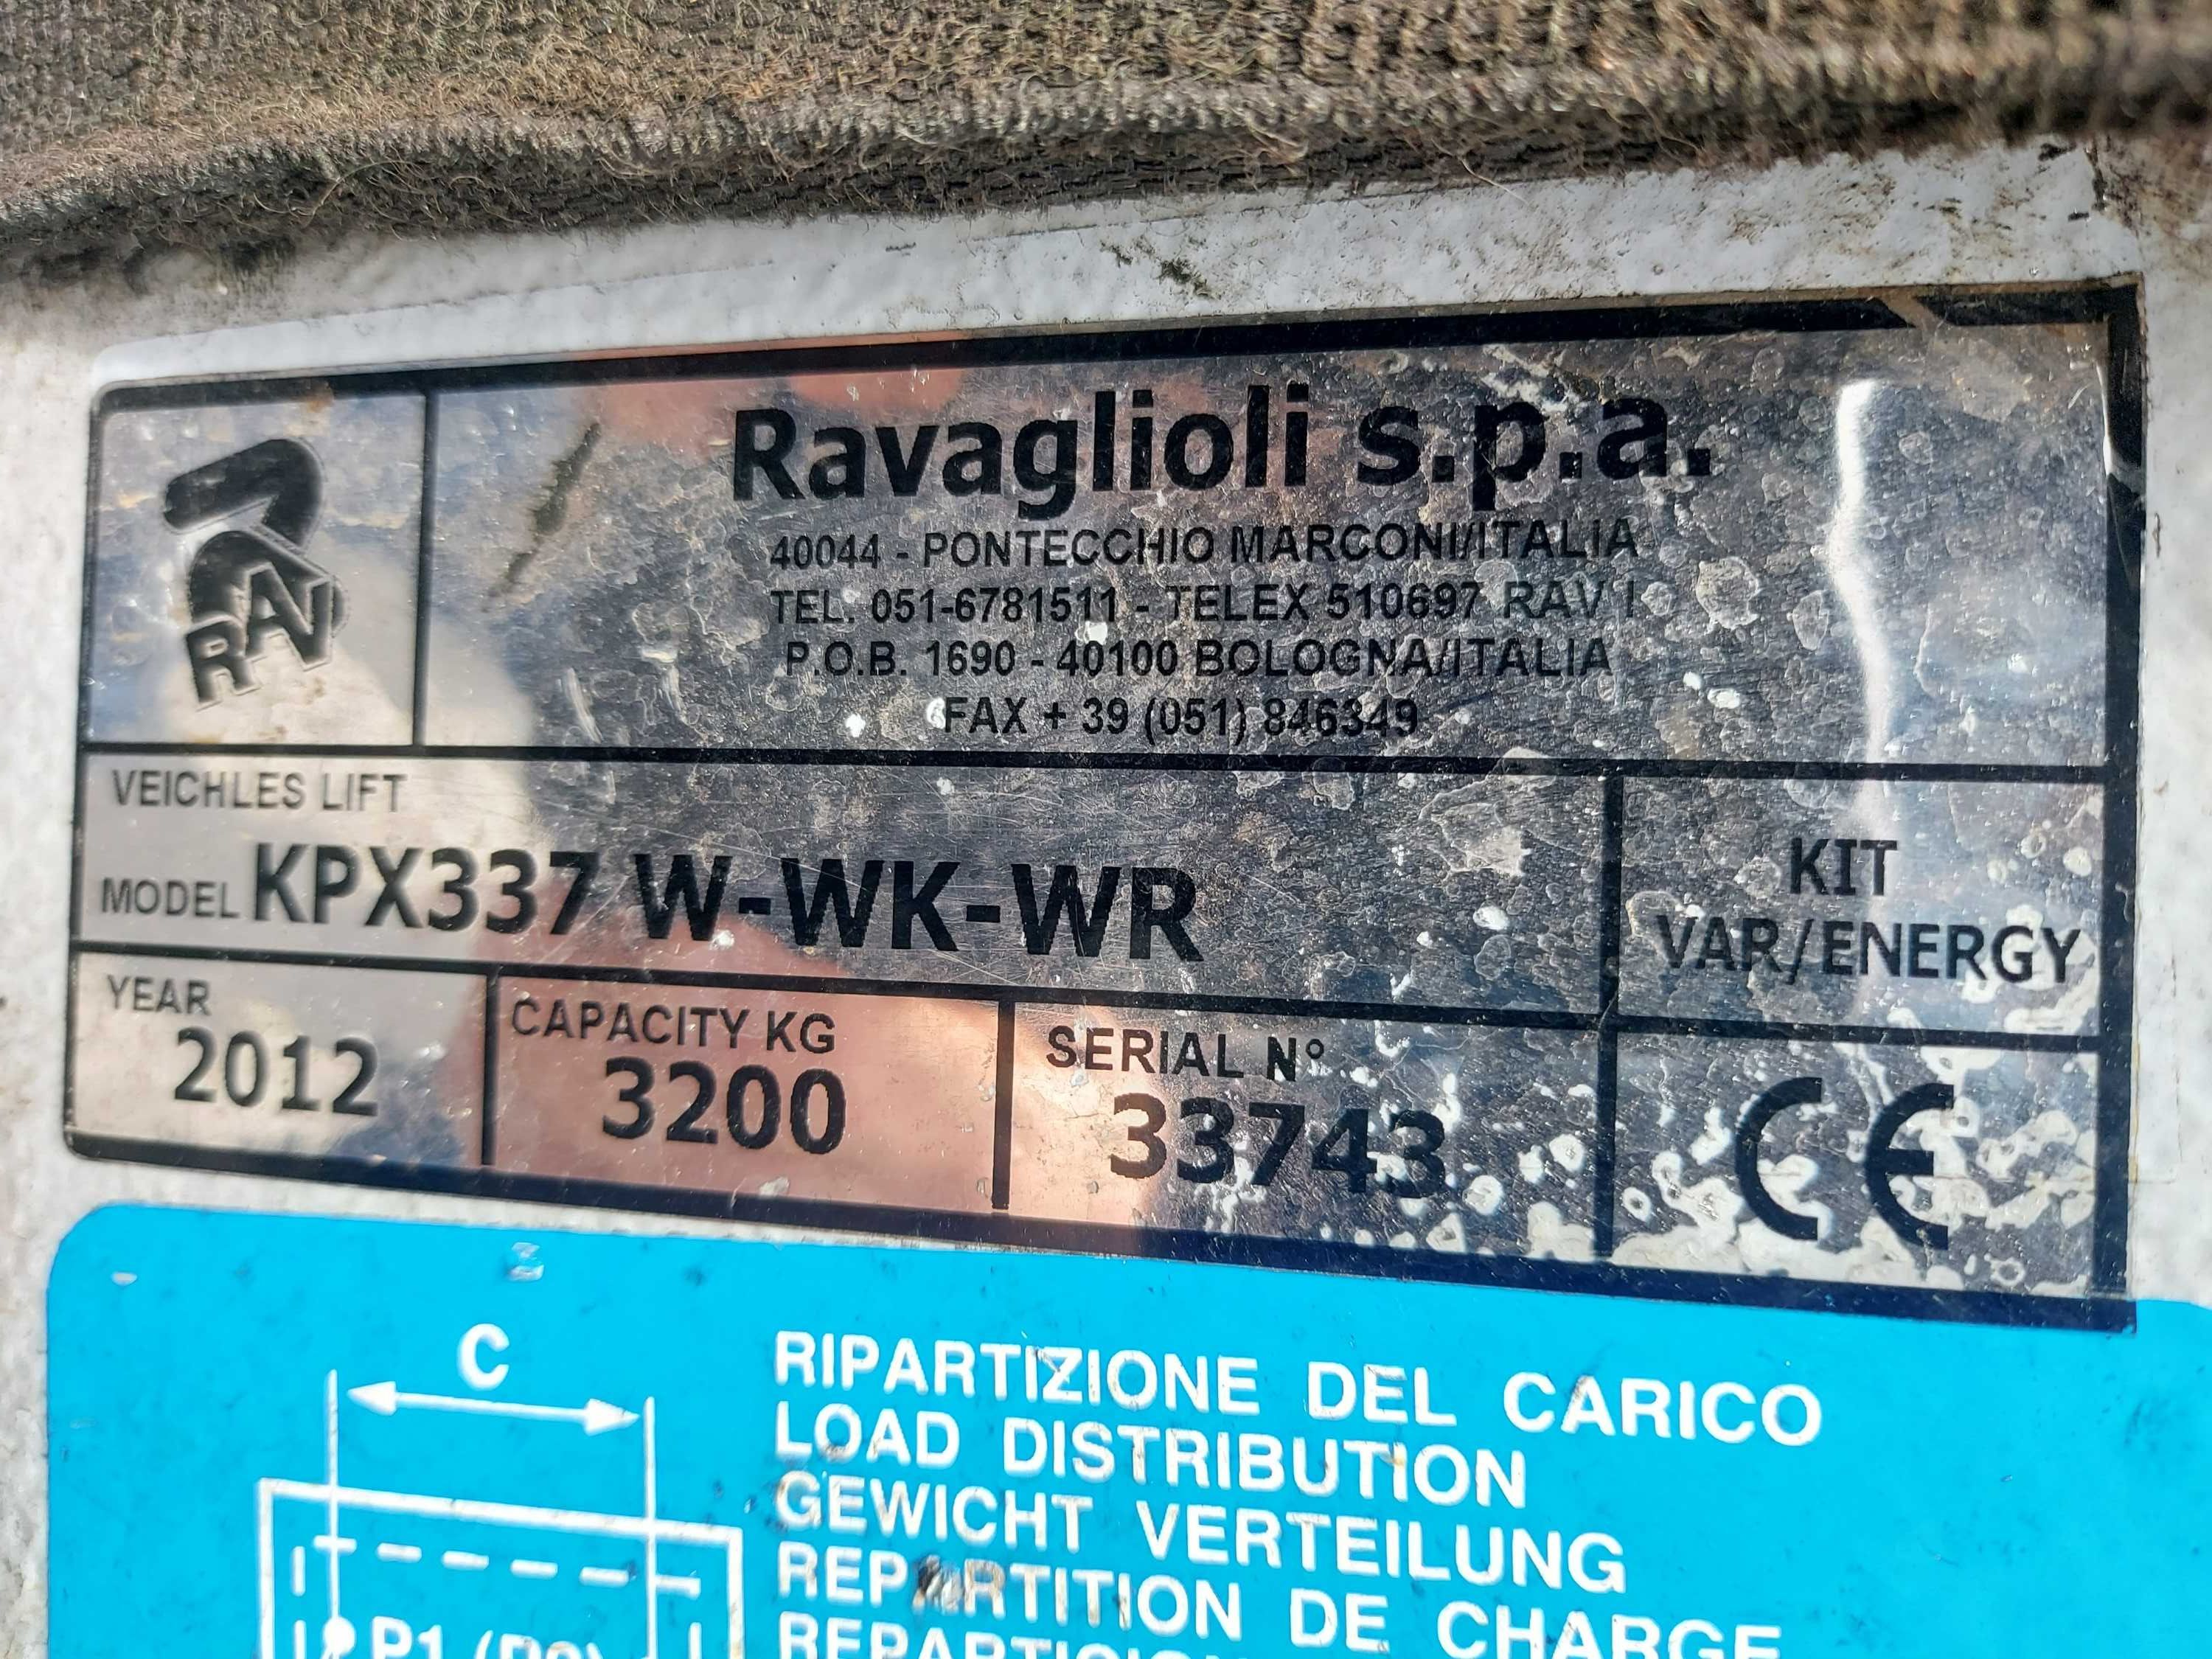 RAV
Ravaglioli s.p.a.
40044 - PONTECCHIO MARCONI/ITALIA
TEL. 051-6781511 - TELEX 510697 RAV I
P.O.B. 1690 - 40100 BOLOGNA/ITALIA
FAX + 39 (051) 846349
VEICHLES LIFT
MODEL KPX337 W-WK-WR
KIT
VAR/ENERGY
YEAR
2012
CAPACITY KG
3200
SERIAL N°
33743
CE
C
RIPARTIZIONE DEL CARICO
LOAD DISTRIBUTION
GEWICHT VERTEILUNG
REPARTITION DE CHARGE
P1 (P2)